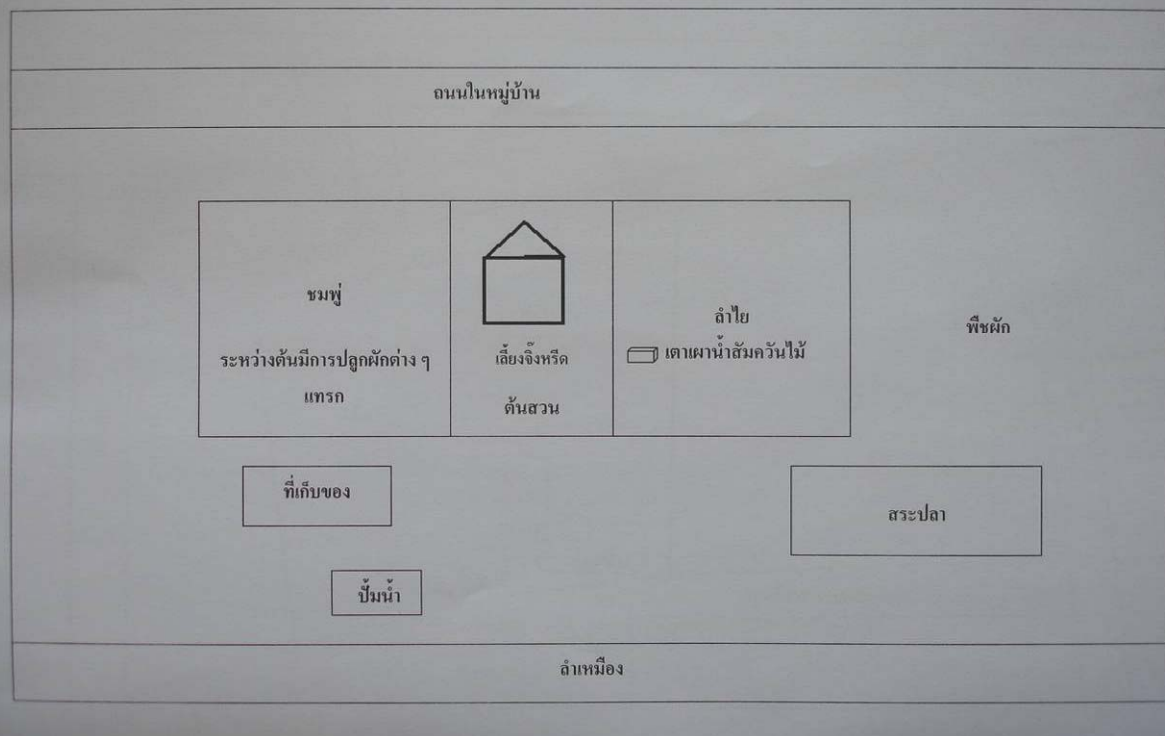 ถนนในหมู่บ้าน
ชมพู่
ระหว่างต้นมีการปลูกผักต่าง ๆ
แทรก
เลี้ยงจิ๊งหรีด
ต้นสวน
ลำไย
เตาเผาน้ำส้มควันไม้
พืชผัก
ที่เก็บของ
สระปลา
ปั้มน้ำ
ลำเหมือง